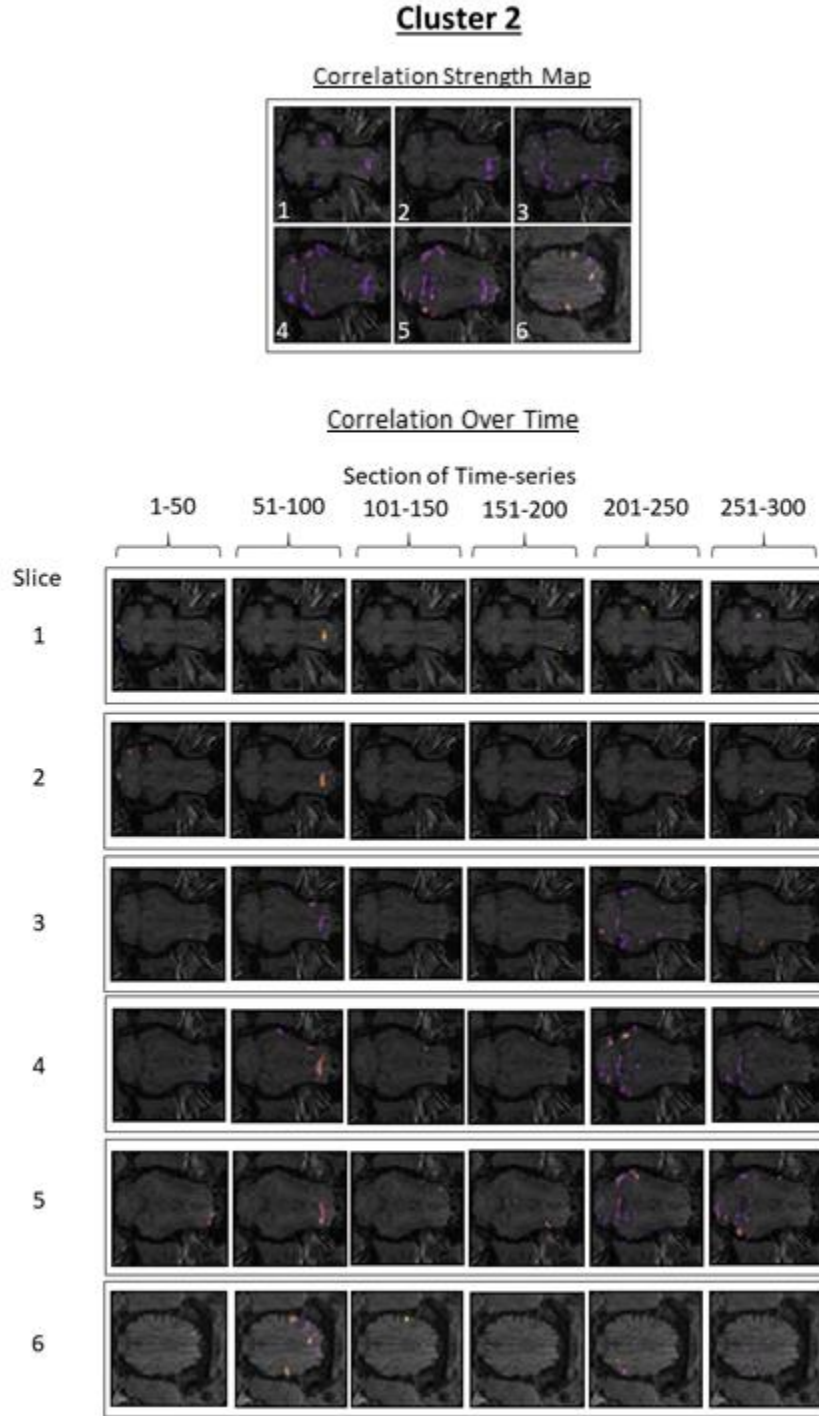 Cluster 2
Correlation Strength Map
1 2 3
4 5 6
Correlation Over Time
Section of Time-series
1-50 51-100 101-150 151-200 201-250 251-300
Slice
1
2
3
4
5
6